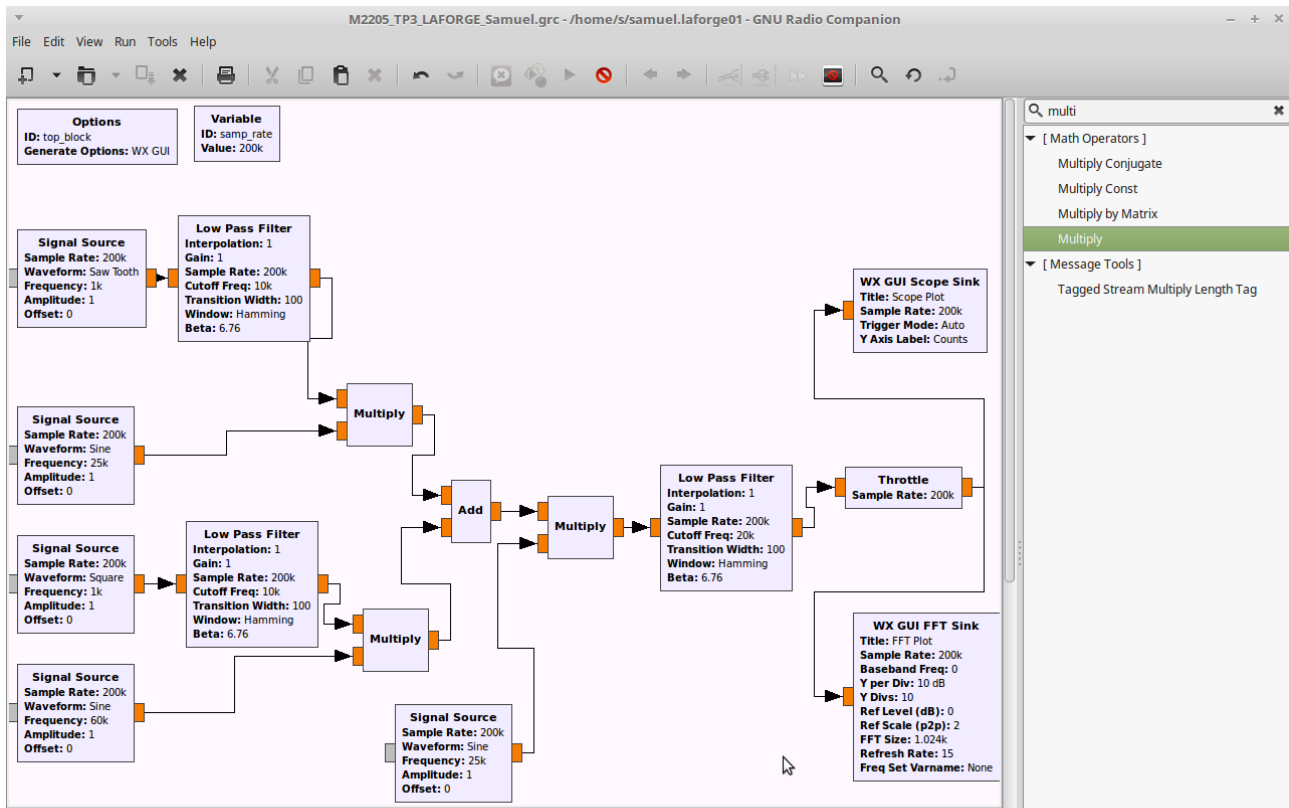 M2205_TP3_LAFORGE_Samuel.grc - /home/s/samuel.laforge01 - GNU Radio Companion
File Edit View Run Tools Help
multi
[ Math Operators ]
Multiply Conjugate
Multiply Const
Multiply by Matrix
Multiply
[ Message Tools ]
Tagged Stream Multiply Length Tag
Options
ID: top_block
Generate Options: WX GUI
Variable
ID: samp_rate
Value: 200k
Signal Source
Sample Rate: 200k
Waveform: Saw Tooth
Frequency: 1k
Amplitude: 1
Offset: 0
Low Pass Filter
Interpolation: 1
Gain: 1
Sample Rate: 200k
Cutoff Freq: 10k
Transition Width: 100
Window: Hamming
Beta: 6.76
Signal Source
Sample Rate: 200k
Waveform: Sine
Frequency: 25k
Amplitude: 1
Offset: 0
Multiply
Signal Source
Sample Rate: 200k
Waveform: Square
Frequency: 1k
Amplitude: 1
Offset: 0
Low Pass Filter
Interpolation: 1
Gain: 1
Sample Rate: 200k
Cutoff Freq: 10k
Transition Width: 100
Window: Hamming
Beta: 6.76
Signal Source
Sample Rate: 200k
Waveform: Sine
Frequency: 60k
Amplitude: 1
Offset: 0
Multiply
Add
Multiply
Signal Source
Sample Rate: 200k
Waveform: Sine
Frequency: 25k
Amplitude: 1
Offset: 0
Low Pass Filter
Interpolation: 1
Gain: 1
Sample Rate: 200k
Cutoff Freq: 20k
Transition Width: 100
Window: Hamming
Beta: 6.76
Throttle
Sample Rate: 200k
WX GUI Scope Sink
Title: Scope Plot
Sample Rate: 200k
Trigger Mode: Auto
Y Axis Label: Counts
WX GUI FFT Sink
Title: FFT Plot
Sample Rate: 200k
Baseband Freq: 0
Y per Div: 10 dB
Y Divs: 10
Ref Level (dB): 0
Ref Scale (p2p): 2
FFT Size: 1.024k
Refresh Rate: 15
Freq Set Varname: None